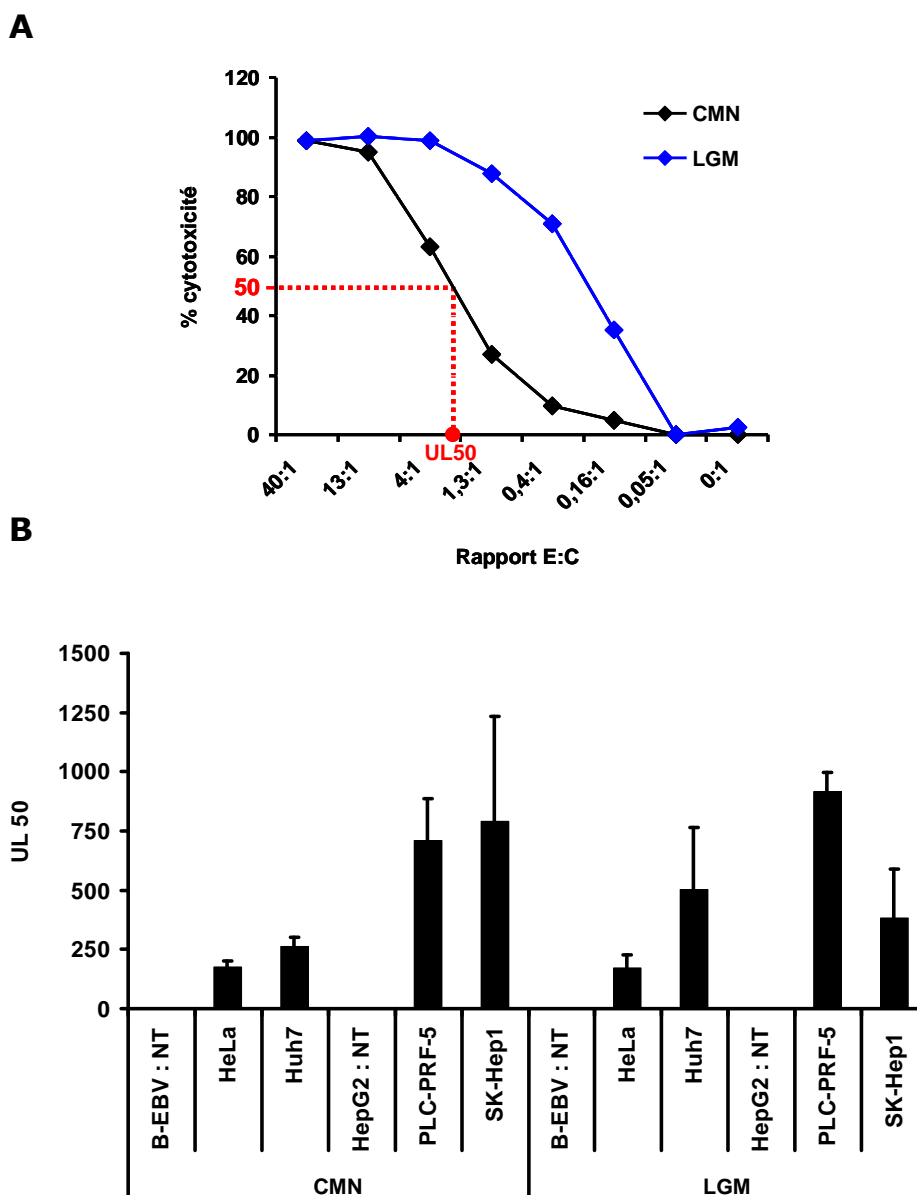 A
120
100
80
60
50
40
20
0
% cytotoxicité
CMN
LGM
UL50
40:1
13:1
4:1
1,3:1
0,4:1
0,16:1
0,05:1
0:1
Rapport E:C
B
1500
1250
1000
750
500
250
0
UL 50
B-EBV : NT
HeLa
Huh7
HepG2 : NT
PLC-PRF-5
SK-Hep1
B-EBV : NT
HeLa
Huh7
HepG2 : NT
PLC-PRF-5
SK-Hep1
CMN
LGM